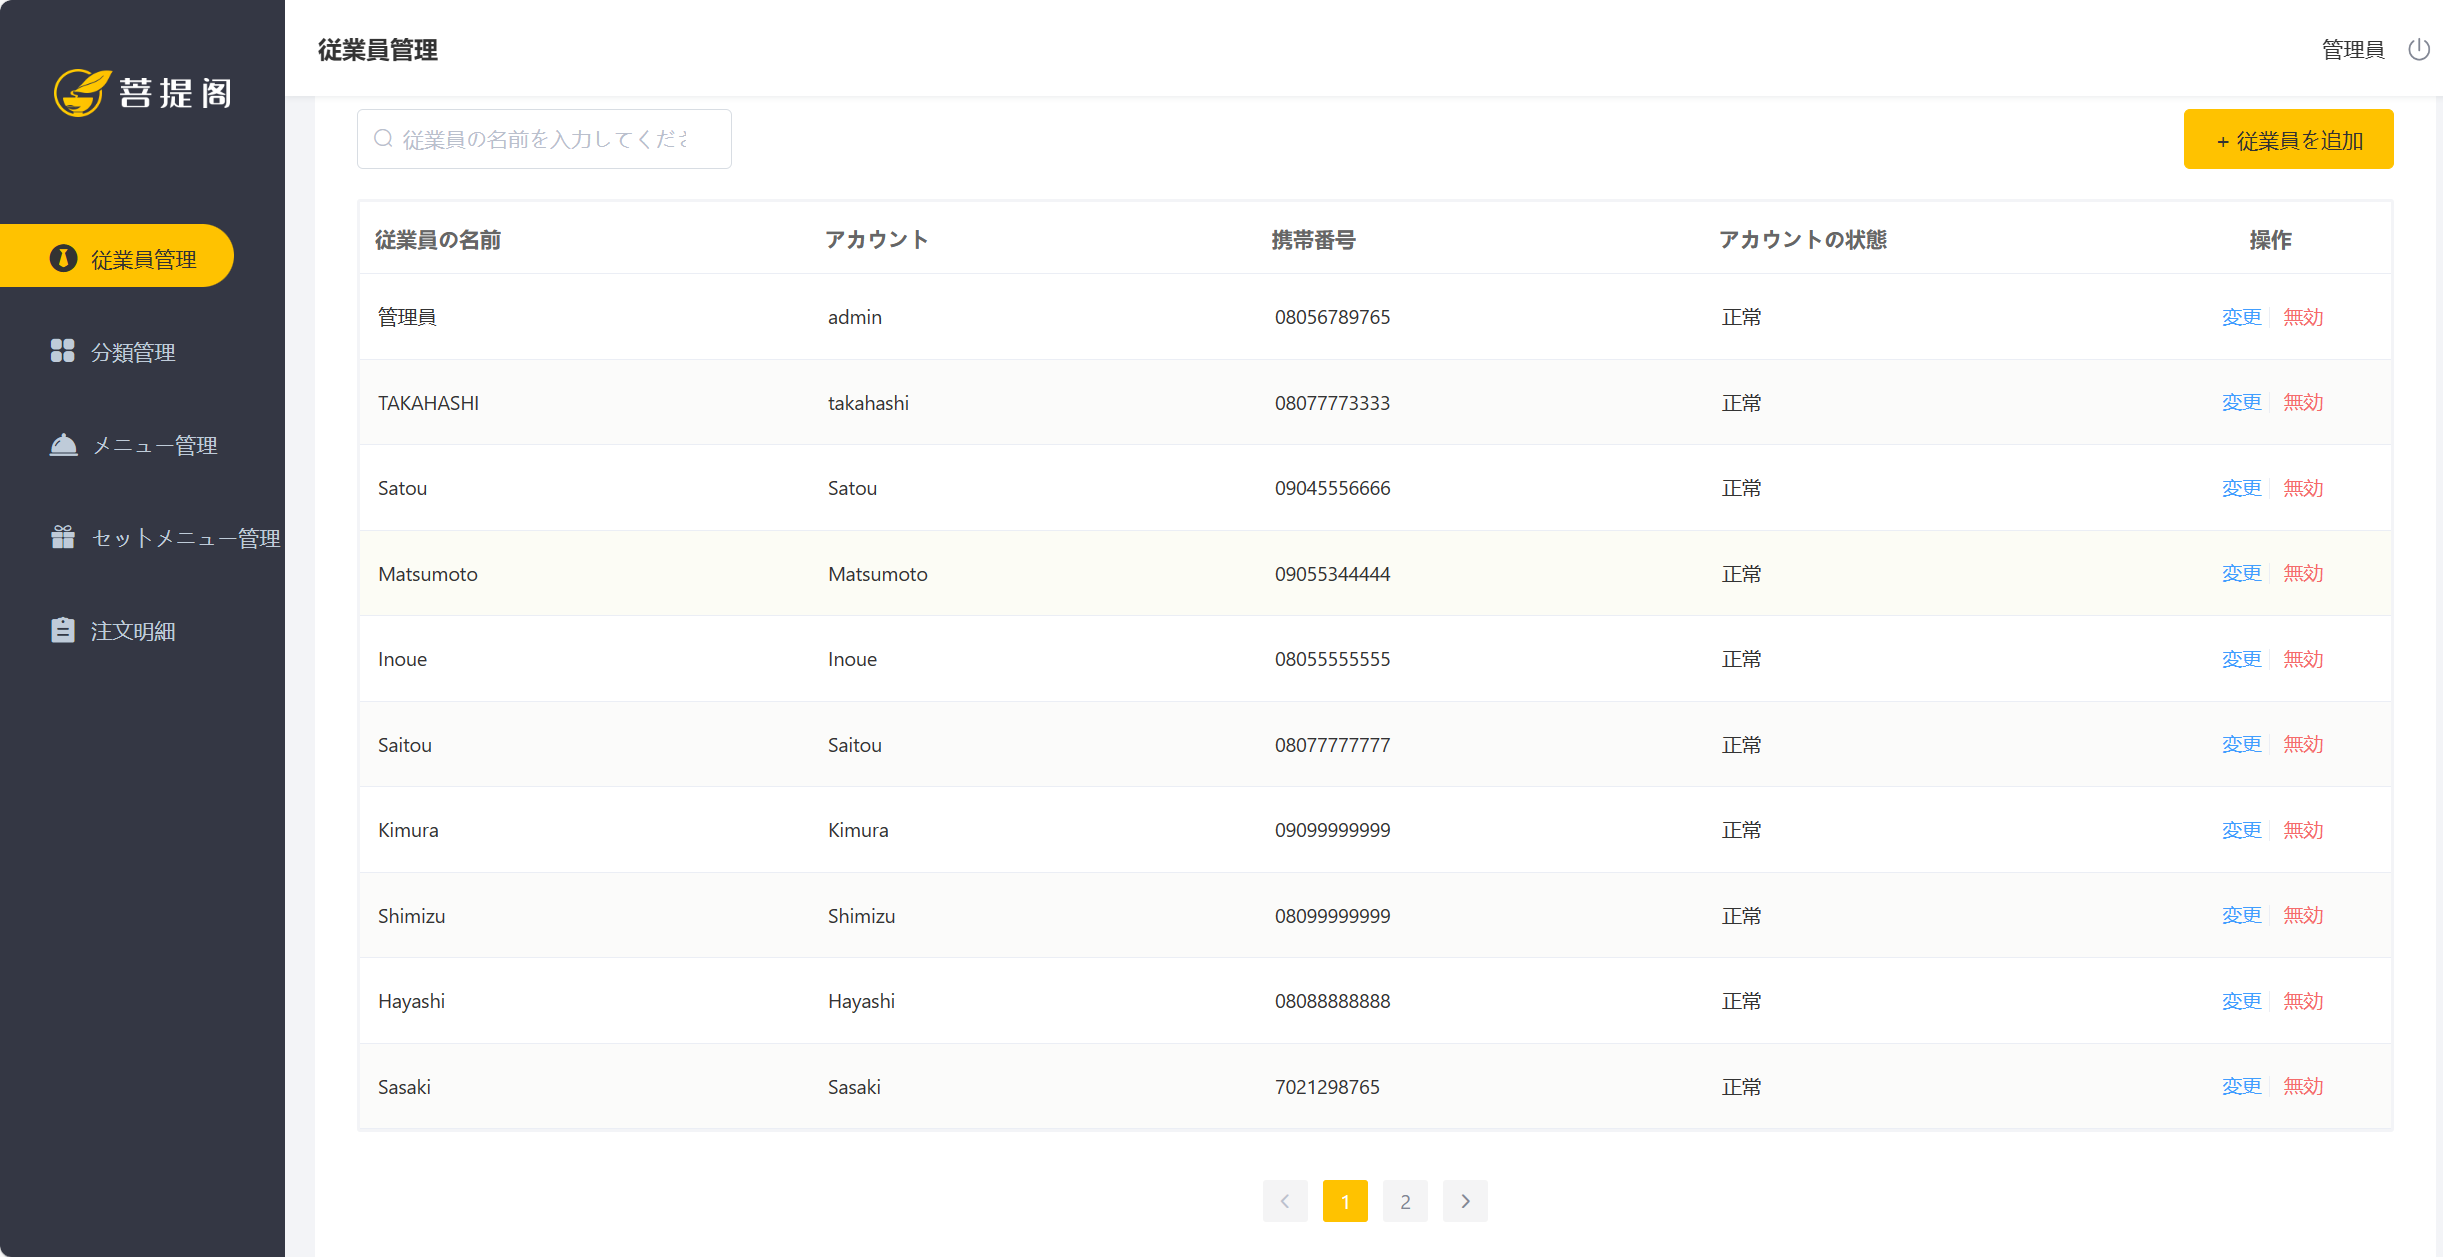 菩提阁
従業員管理
管理員
従業員管理
分類管理
メニュー管理
セットメニュー管理
注文明細
従業員の名前を入力してくださ
+ 従業員を追加
従業員の名前 アカウント 携帯番号 アカウントの状態 操作
管理員 admin 08056789765 正常 変更 無効
TAKAHASHI takahashi 08077773333 正常 変更 無効
Satou Satou 09045556666 正常 変更 無効
Matsumoto Matsumoto 09055344444 正常 変更 無効
Inoue Inoue 08055555555 正常 変更 無効
Saitou Saitou 08077777777 正常 変更 無効
Kimura Kimura 09099999999 正常 変更 無効
Shimizu Shimizu 08099999999 正常 変更 無効
Hayashi Hayashi 08088888888 正常 変更 無効
Sasaki Sasaki 7021298765 正常 変更 無効
1 2